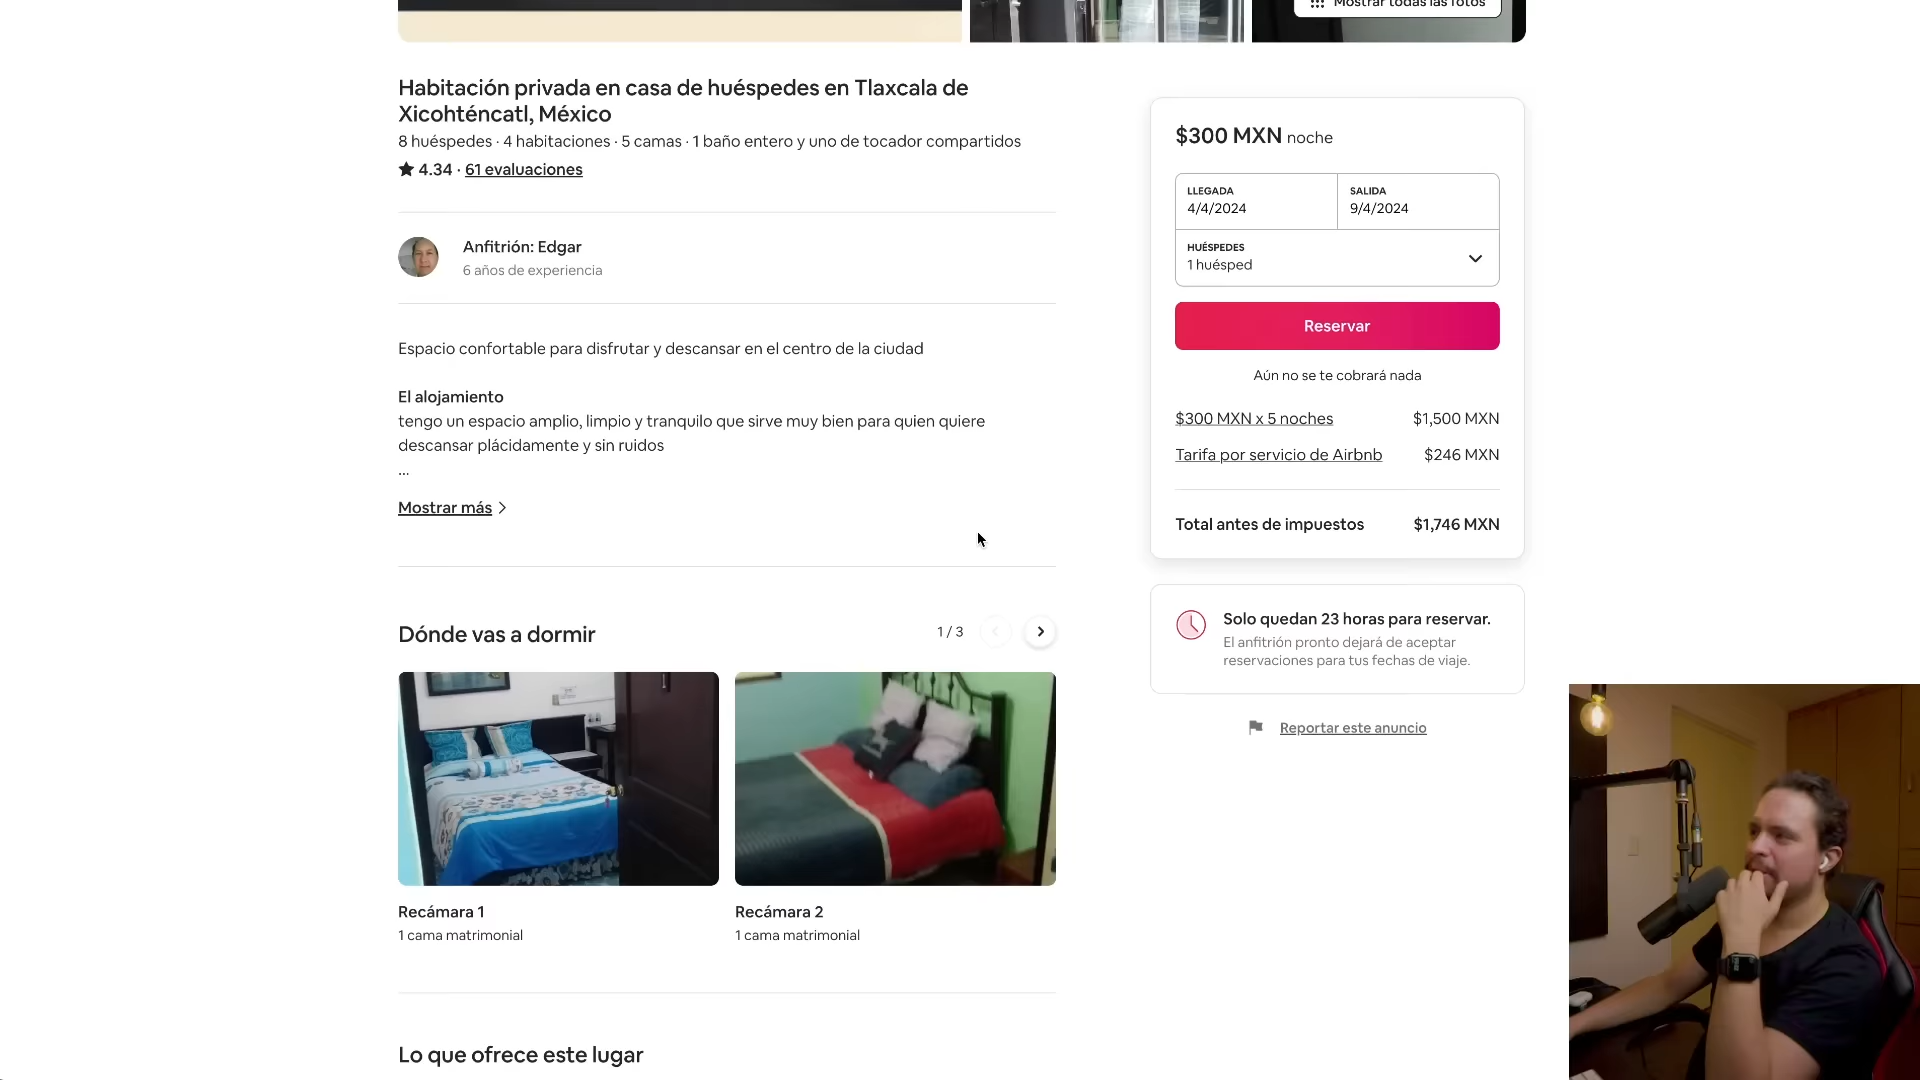 Mostrar todas las fotos
Habitación privada en casa de huéspedes en Tlaxcala de
Xicohténcatl, México
8 huéspedes · 4 habitaciones · 5 camas · 1 baño entero y uno de tocador compartidos
4.34 · 61 evaluaciones
Anfitrión: Edgar
6 años de experiencia
Espacio confortable para disfrutar y descansar en el centro de la ciudad
El alojamiento
tengo un espacio amplio, limpio y tranquilo que sirve muy bien para quien quiere
descansar plácidamente y sin ruidos
...
Mostrar más
Dónde vas a dormir
1 / 3
Recámara 1
1 cama matrimonial
Recámara 2
1 cama matrimonial
Lo que ofrece este lugar
$300 MXN noche
LLEGADA
4/4/2024
SALIDA
9/4/2024
HUÉSPEDES
1 huésped
Reservar
Aún no se te cobrará nada
$300 MXN x 5 noches $1,500 MXN
Tarifa por servicio de Airbnb $246 MXN
Total antes de impuestos $1,746 MXN
Solo quedan 23 horas para reservar.
El anfitrión pronto dejará de aceptar
reservaciones para tus fechas de viaje.
Reportar este anuncio